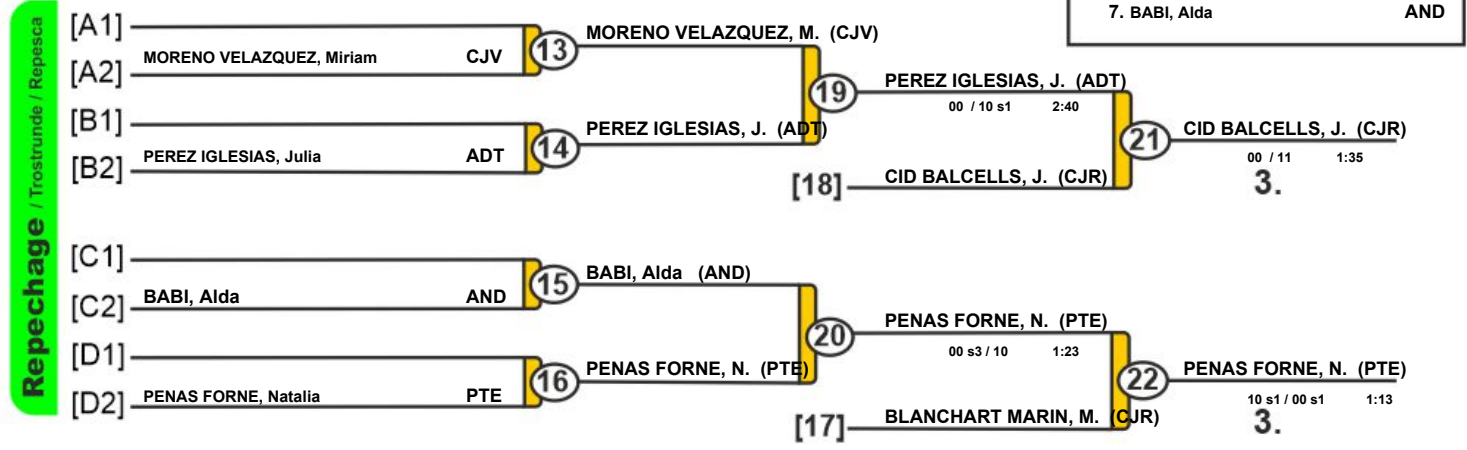 7. BABI, Alda AND
Repechage / Trostrunde / Repesca
[A1]
MORENO VELAZQUEZ, Miriam CJV
[A2]
13
MORENO VELAZQUEZ, M. (CJV)
[B1]
PEREZ IGLESIAS, Julia ADT
[B2]
14
PEREZ IGLESIAS, J. (ADT)
19
PEREZ IGLESIAS, J. (ADT)
00 / 10 s1 2:40
[18]
CID BALCELLS, J. (CJR)
21
CID BALCELLS, J. (CJR)
00 / 11 1:35
3.
[C1]
BABI, Alda AND
[C2]
15
BABI, Alda (AND)
[D1]
PENAS FORNE, Natalia PTE
[D2]
16
PENAS FORNE, N. (PTE)
20
PENAS FORNE, N. (PTE)
00 s3 / 10 1:23
[17]
BLANCHART MARIN, M. (CJR)
22
PENAS FORNE, N. (PTE)
10 s1 / 00 s1 1:13
3.